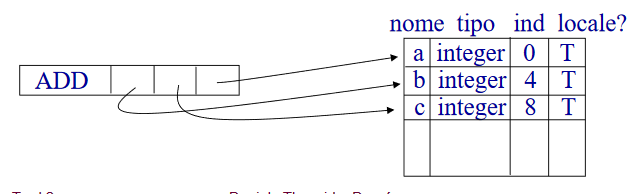 nome tipo ind locale?
a integer 0 T
ADD
b integer 4 T
c integer 8 T